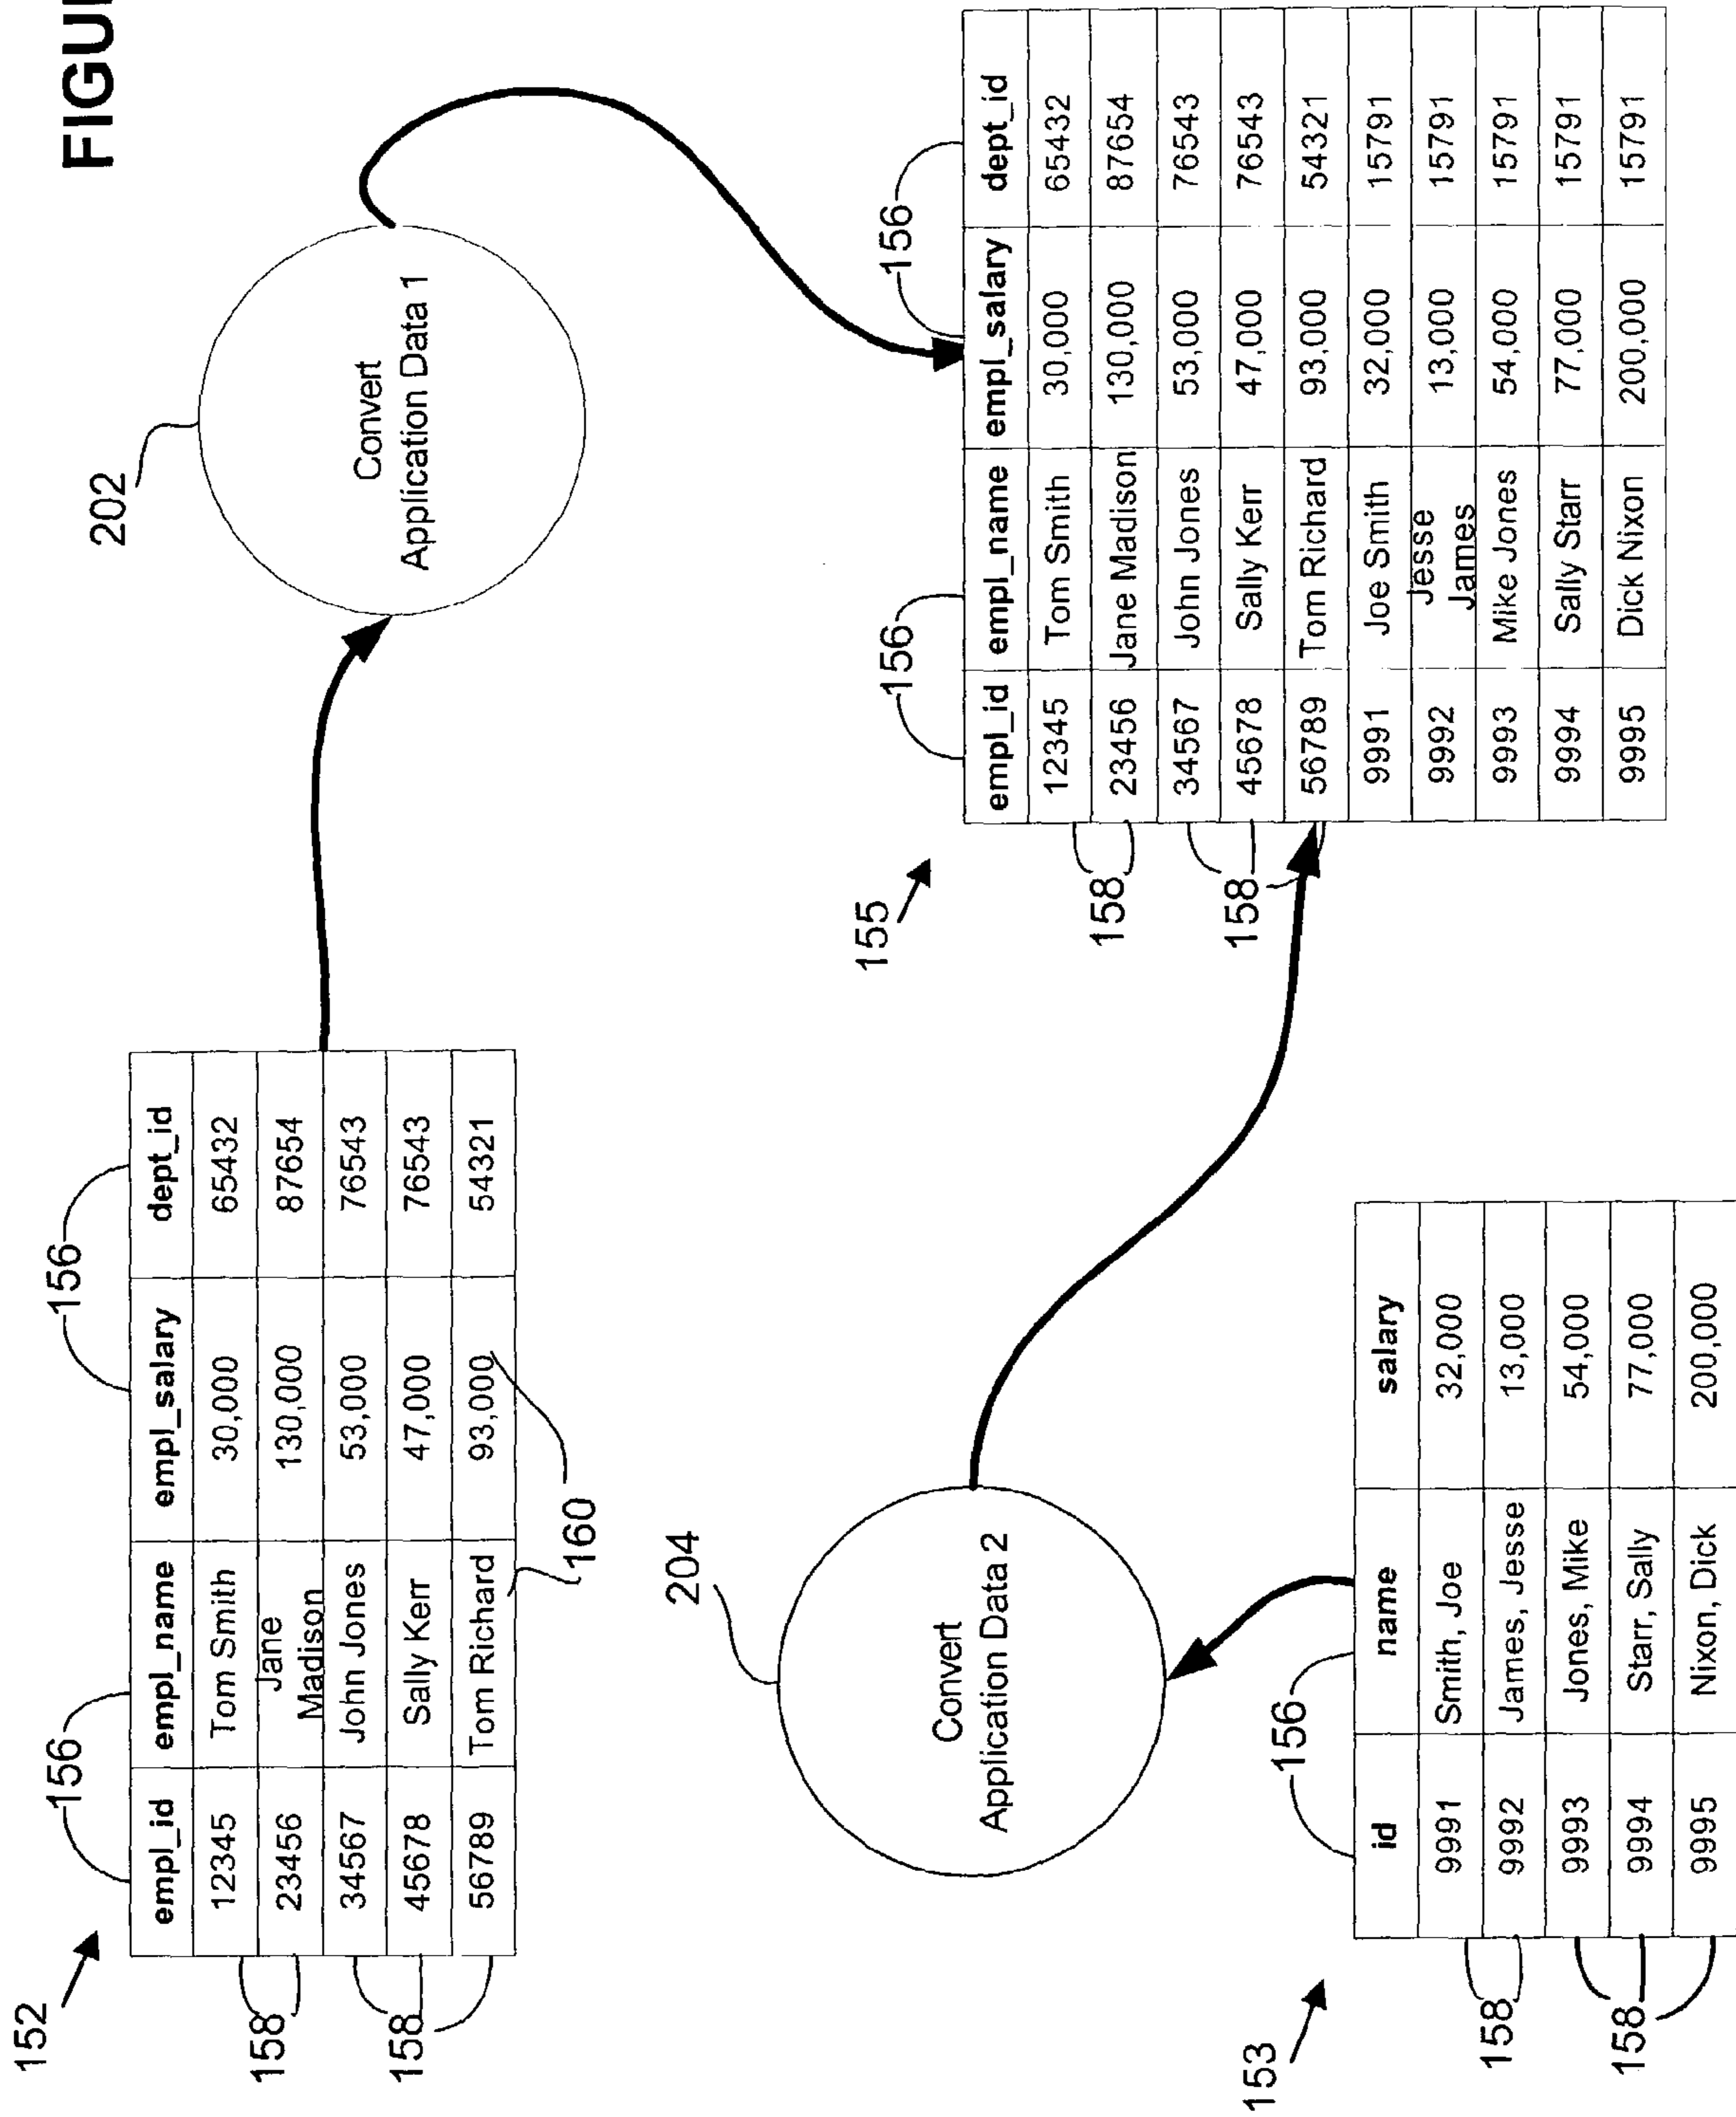 FIGU
152
156
156
empl_id empl_name empl_salary dept_id
12345 Tom Smith 30,000 65432
23456 Jane Madison 130,000 87654
34567 John Jones 53,000 76543
45678 Sally Kerr 47,000 76543
56789 Tom Richard 93,000 54321
158
158
160
202
Convert
Application Data 1
204
Convert
Application Data 2
153
156
id name salary
9991 Smith, Joe 32,000
9992 James, Jesse 13,000
9993 Jones, Mike 54,000
9994 Starr, Sally 77,000
9995 Nixon, Dick 200,000
158
158
155
156
156
empl_id empl_name empl_salary dept_id
12345 Tom Smith 30,000 65432
23456 Jane Madison 130,000 87654
34567 John Jones 53,000 76543
45678 Sally Kerr 47,000 76543
56789 Tom Richard 93,000 54321
9991 Joe Smith 32,000 15791
9992 Jesse James 13,000 15791
9993 Mike Jones 54,000 15791
9994 Sally Starr 77,000 15791
9995 Dick Nixon 200,000 15791
158
158